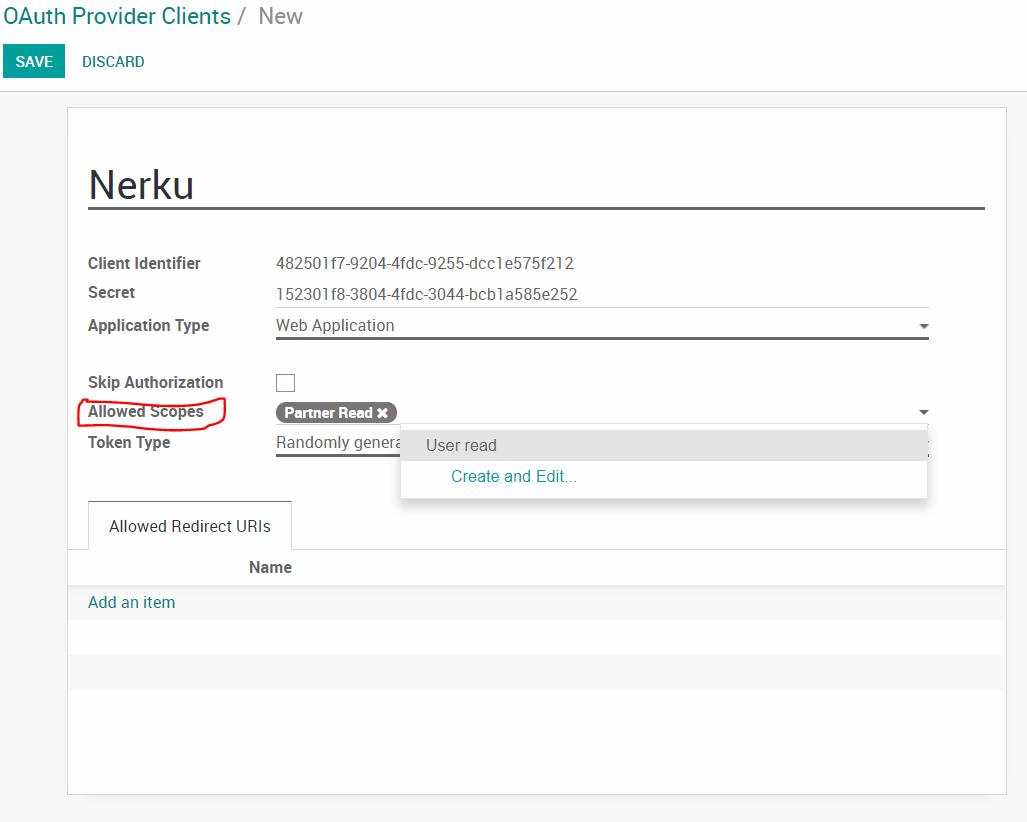 OAuth Provider Clients / New
SAVE DISCARD
Nerku
Client Identifier 482501f7-9204-4fdc-9255-dcc1e575f212
Secret 152301f8-3804-4fdc-3044-bcb1a585e252
Application Type Web Application
Skip Authorization
Allowed Scopes Partner Read ✖
Token Type Randomly genera
User read
Create and Edit...
Allowed Redirect URIs
Name
Add an item